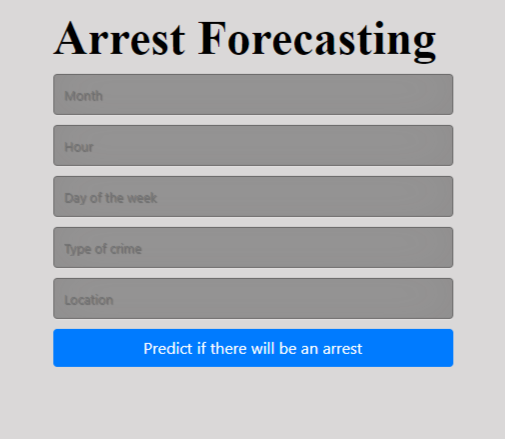 Arrest Forecasting
Month
Hour
Day of the week
Type of crime
Location
Predict if there will be an arrest